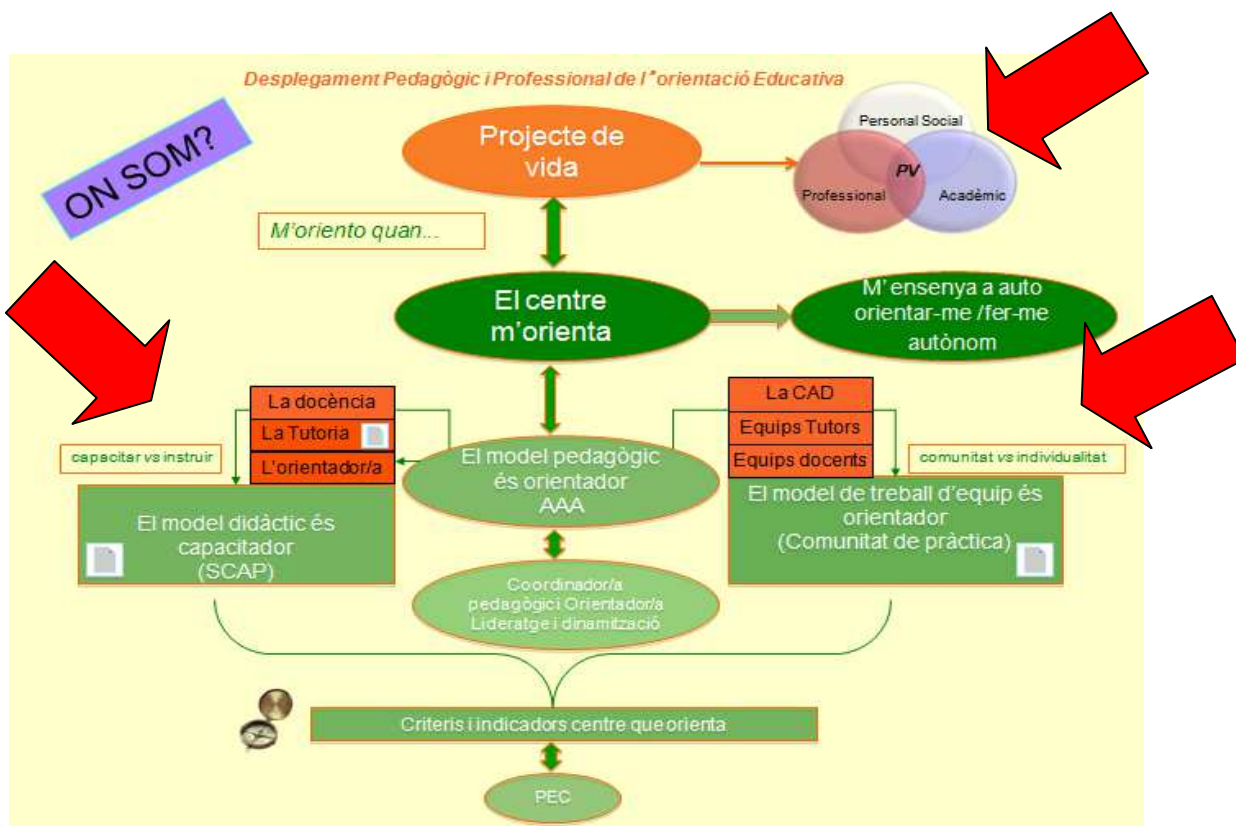 Desplegament Pedagògic i Professional de l'orientació Educativa
ON SOM?
Projecte de
vida
Personal Social
PV
Professional
Acadèmic
M'oriento quan...
El centre
m'orienta
M' ensenya a auto
orientar-me /fer-me
autònom
La docència
La Tutoria
L'orientador/a
capacitar vs instruir
El model pedagògic
és orientador
AAA
La CAD
Equips Tutors
Equips docents
comunitat vs individualitat
El model didàctic és
capacitador
(SCAP)
El model de treball d'equip és
orientador
(Comunitat de pràctica)
Coordinador/a
pedagògic i Orientador/a
Lideratge i dinamització
Criteris i indicadors centre que orienta
PEC